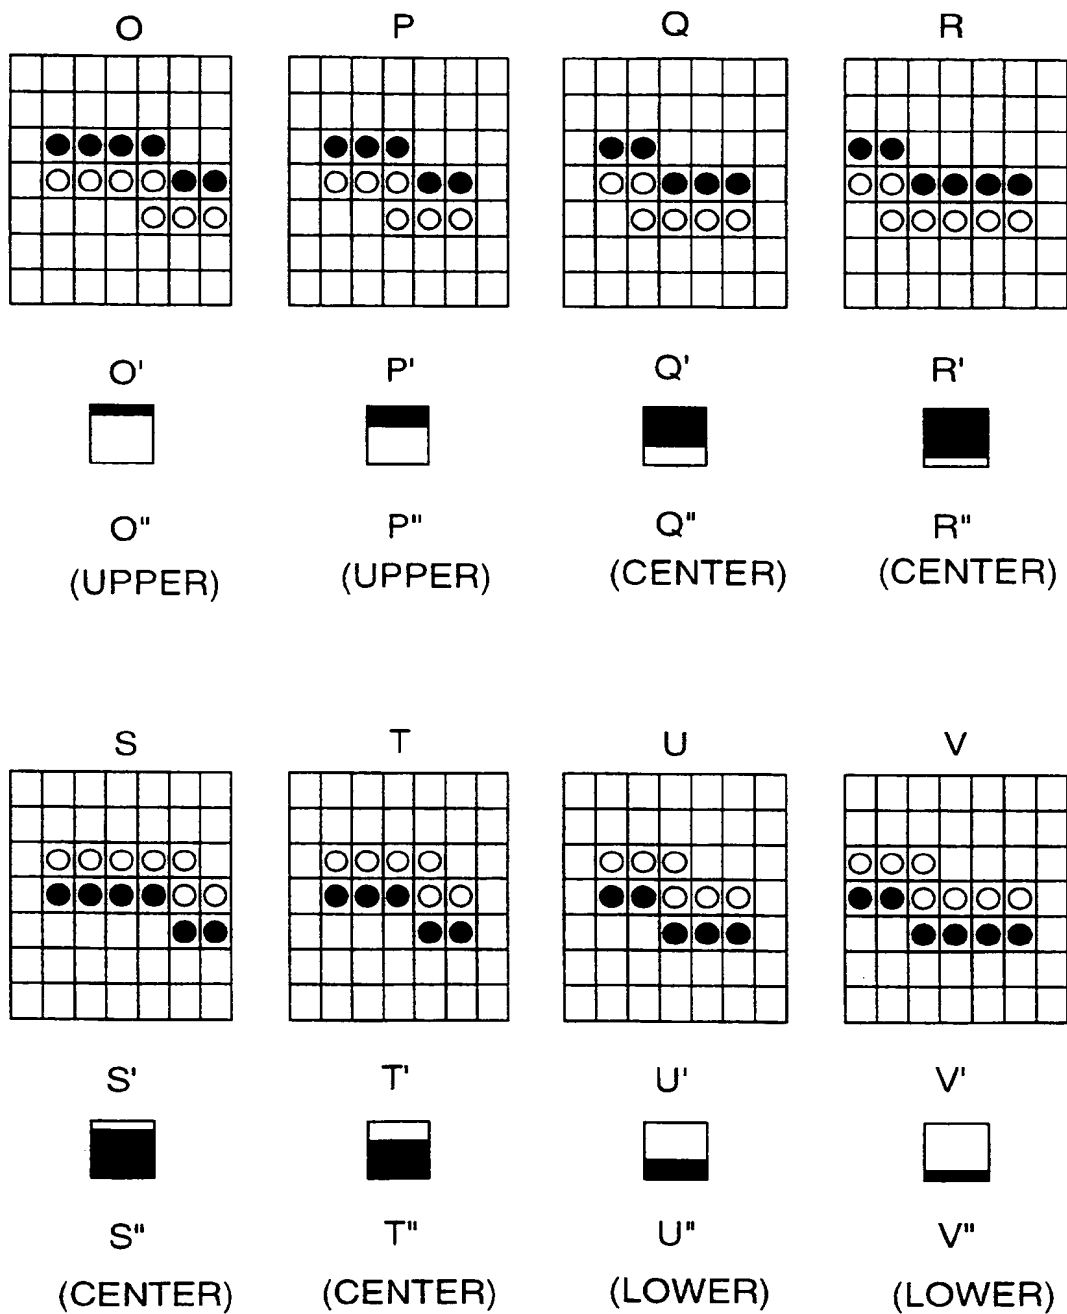 O P Q R
O' P' Q' R'
O" P" Q" R"
(UPPER) (UPPER) (CENTER) (CENTER)
S T U V
S' T' U' V'
S" T" U" V"
(CENTER) (CENTER) (LOWER) (LOWER)